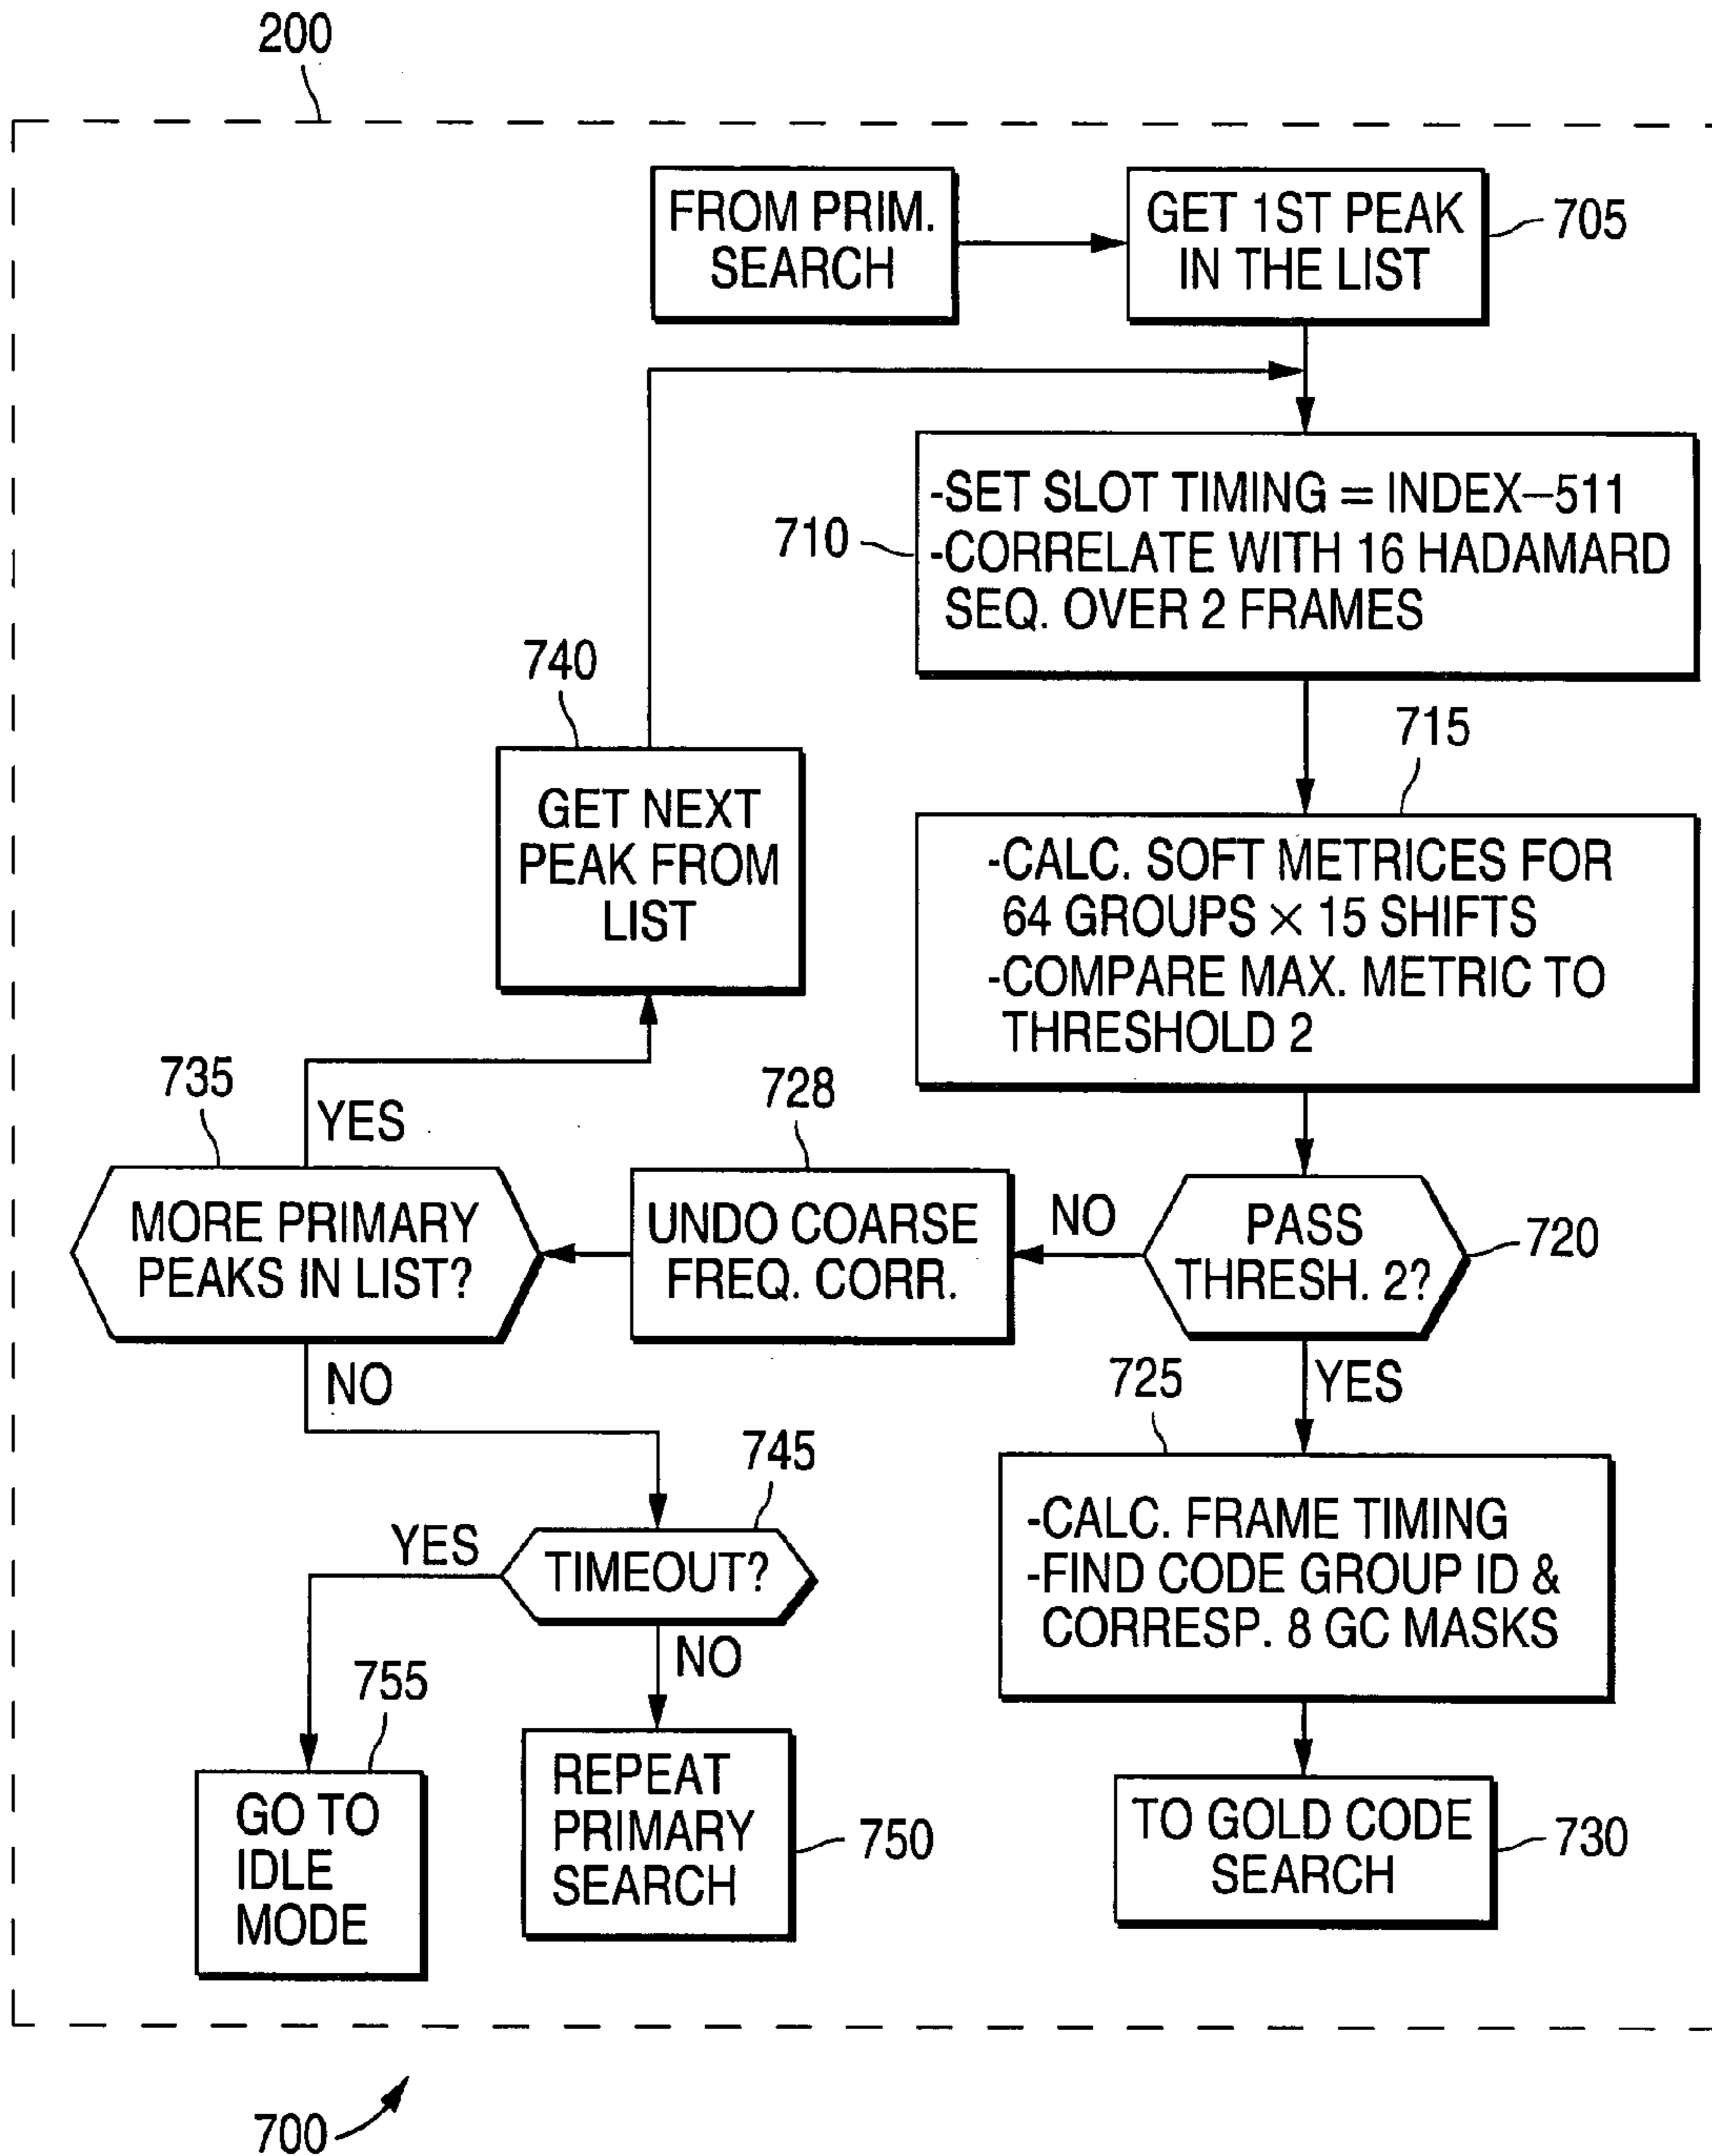 200
FROM PRIM.
SEARCH
GET 1ST PEAK
IN THE LIST
705
-SET SLOT TIMING = INDEX–511
-CORRELATE WITH 16 HADAMARD
SEQ. OVER 2 FRAMES
710
740
GET NEXT
PEAK FROM
LIST
715
-CALC. SOFT METRICES FOR
64 GROUPS × 15 SHIFTS
-COMPARE MAX. METRIC TO
THRESHOLD 2
735
YES
MORE PRIMARY
PEAKS IN LIST?
728
UNDO COARSE
FREQ. CORR.
NO
PASS
THRESH. 2?
720
NO
YES
725
-CALC. FRAME TIMING
-FIND CODE GROUP ID &
CORRESP. 8 GC MASKS
745
YES
TIMEOUT?
NO
755
GO TO
IDLE
MODE
REPEAT
PRIMARY
SEARCH
750
TO GOLD CODE
SEARCH
730
700